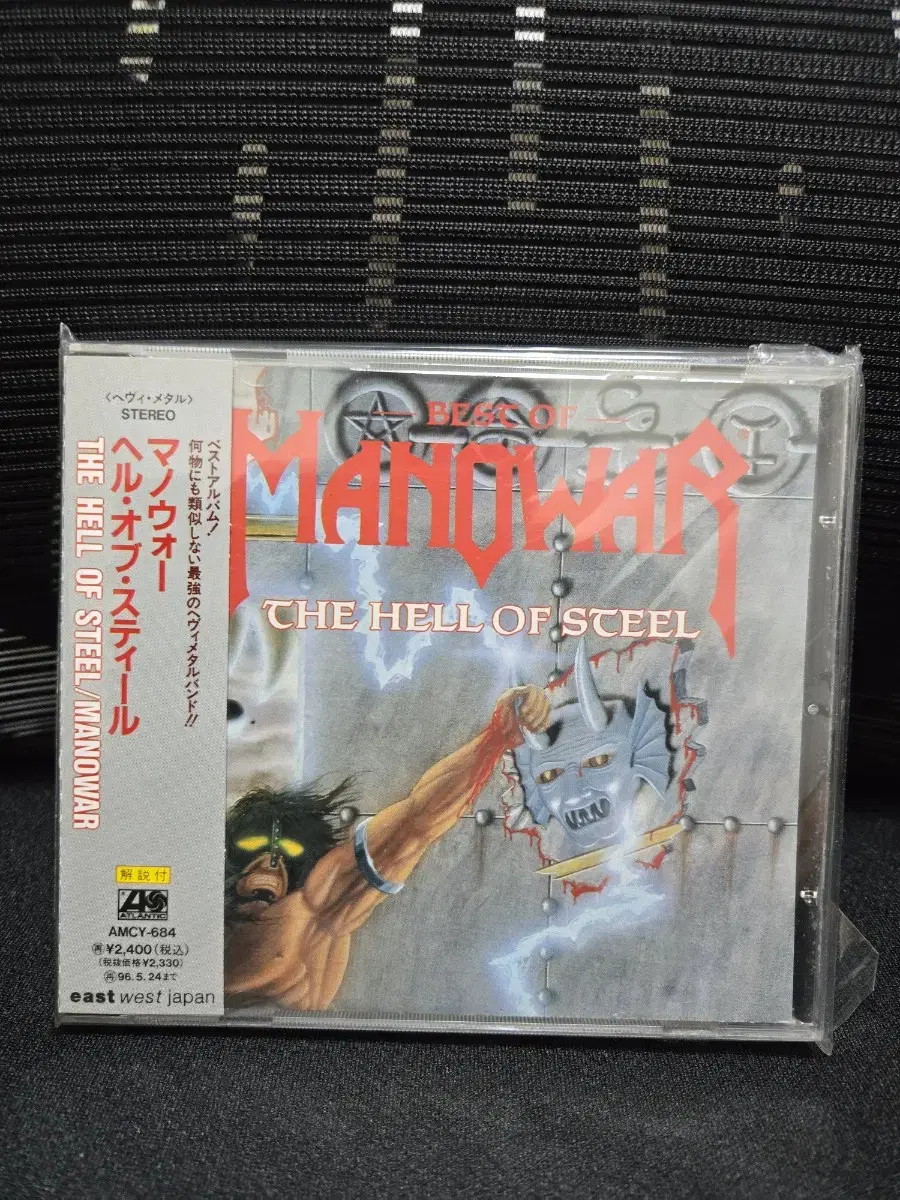 〈ヘヴィ・メタル〉
STEREO
ベストアルバム!
何物にも類似しない最強のヘヴィメタルバンド!!
マノウォー
ヘル・オブ・スティール
THE HELL OF STEEL/MANOWAR
解説付
ATLANTIC
AMCY-684
再¥2,400(税込)
(税抜価格¥2,330)
再96.5.24まで
east west japan
BEST OF
MANOWAR
THE HELL OF STEEL